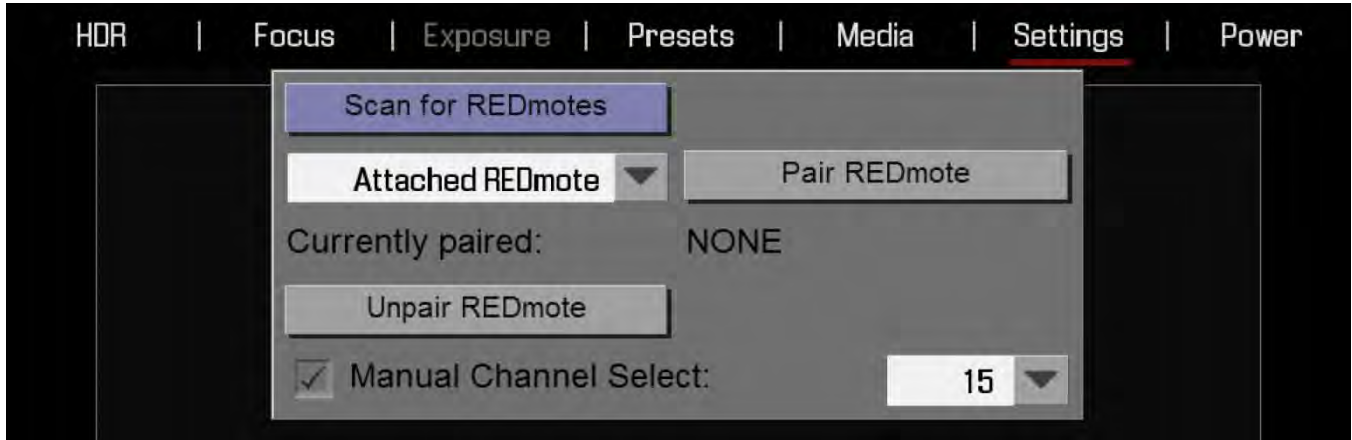 HDR | Focus | Exposure | Presets | Media | Settings | Power
Scan for REDmotes
Attached REDmote Pair REDmote
Currently paired: NONE
Unpair REDmote
Manual Channel Select: 15